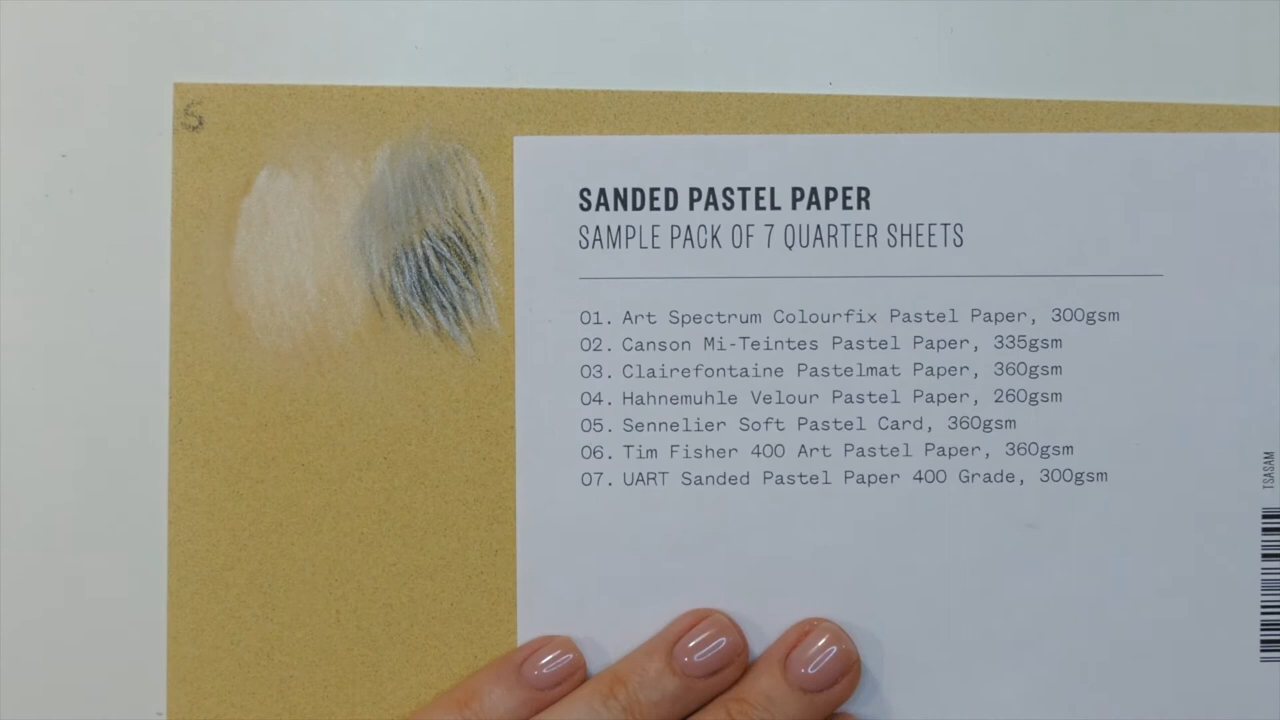 5
SANDED PASTEL PAPER
SAMPLE PACK OF 7 QUARTER SHEETS
01. Art Spectrum Colourfix Pastel Paper, 300gsm
02. Canson Mi-Teintes Pastel Paper, 335gsm
03. Clairefontaine Pastelmat Paper, 360gsm
04. Hahnemuhle Velour Pastel Paper, 260gsm
05. Sennelier Soft Pastel Card, 360gsm
06. Tim Fisher 400 Art Pastel Paper, 360gsm
07. UART Sanded Pastel Paper 400 Grade, 300gsm
TSASAM